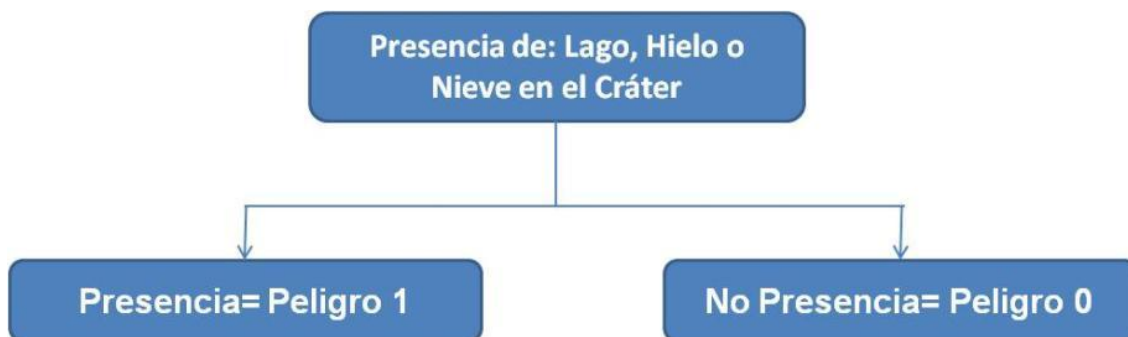 Presencia de: Lago, Hielo o
Nieve en el Cráter
Presencia= Peligro 1
No Presencia= Peligro 0